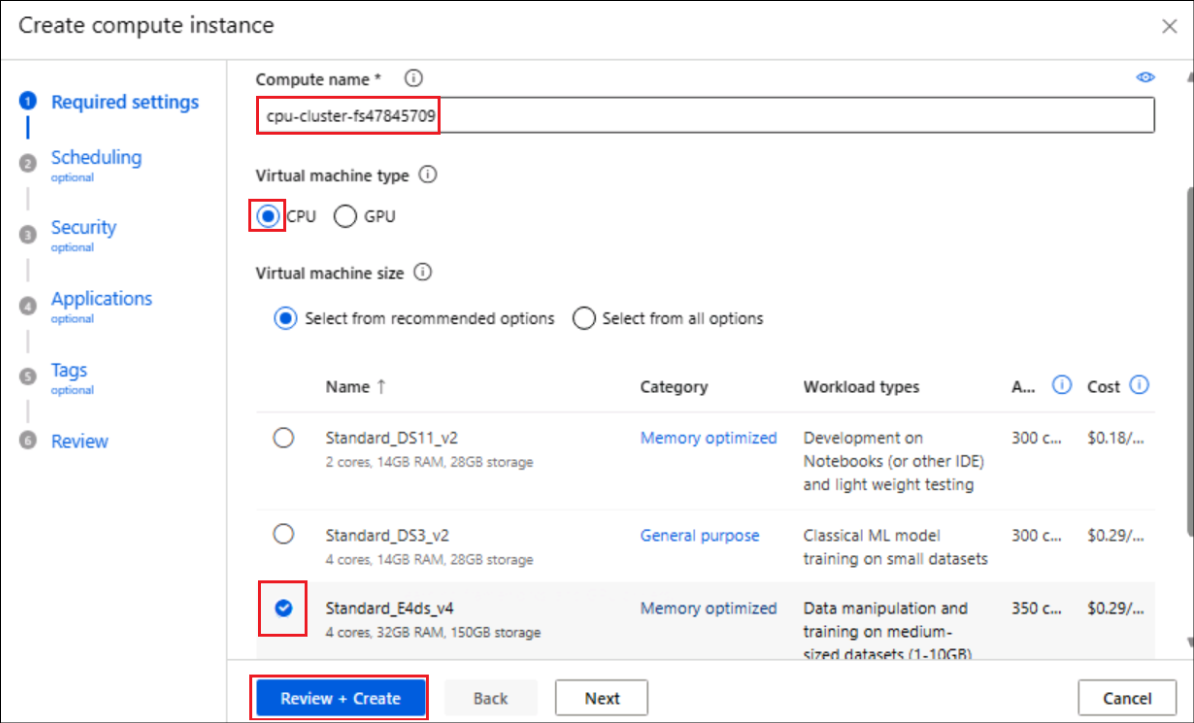 Create compute instance
1 Required settings
2 Scheduling
optional
3 Security
optional
4 Applications
optional
5 Tags
optional
6 Review
Compute name *
cpu-cluster-fs47845709
Virtual machine type
CPU GPU
Virtual machine size
Select from recommended options Select from all options
Name ↑ Category Workload types A... Cost
Standard_DS11_v2 Memory optimized Development on 300 c... $0.18/...
2 cores, 14GB RAM, 28GB storage Notebooks (or other IDE)
and light weight testing
Standard_DS3_v2 General purpose Classical ML model 300 c... $0.29/...
4 cores, 14GB RAM, 28GB storage training on small datasets
Standard_E4ds_v4 Memory optimized Data manipulation and 350 c... $0.29/...
4 cores, 32GB RAM, 150GB storage training on medium-
sized datasets (1-10GB)
Review + Create Back Next Cancel